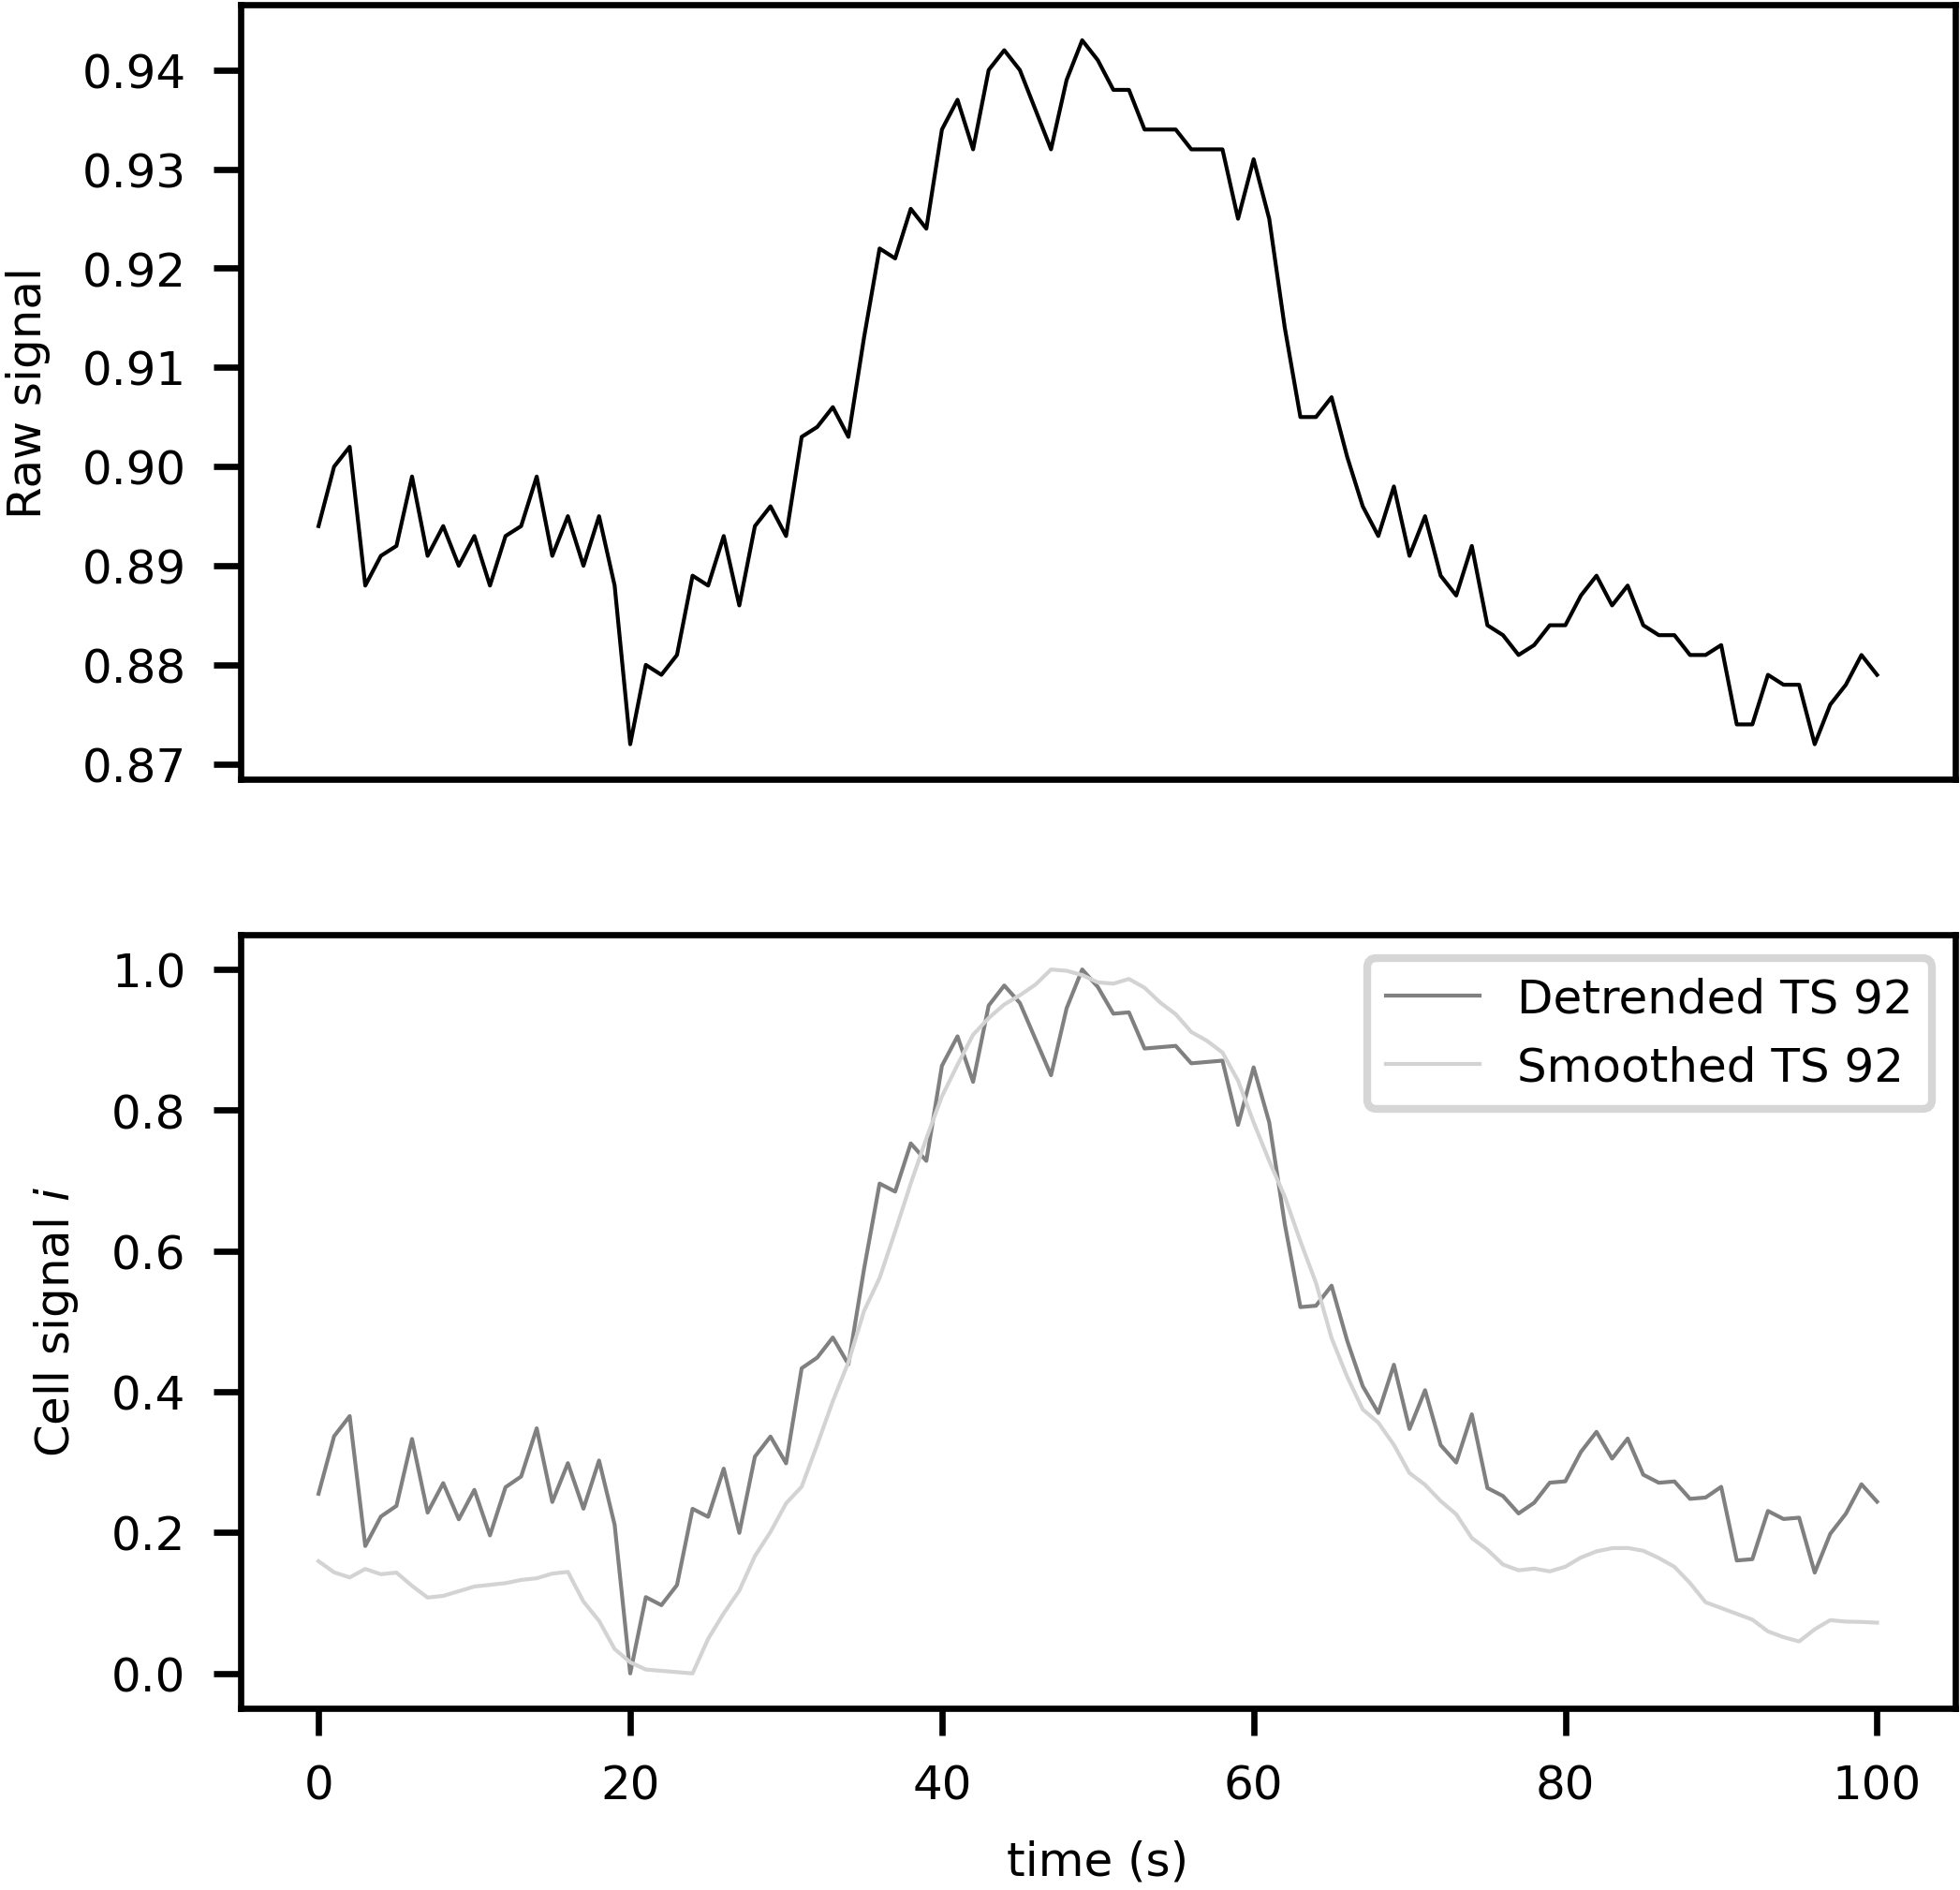 Raw signal
0.94
0.93
0.92
0.91
0.90
0.89
0.88
0.87
Cell signal i
1.0
0.8
0.6
0.4
0.2
0.0
Detrended TS 92
Smoothed TS 92
0 20 40 60 80 100
time (s)